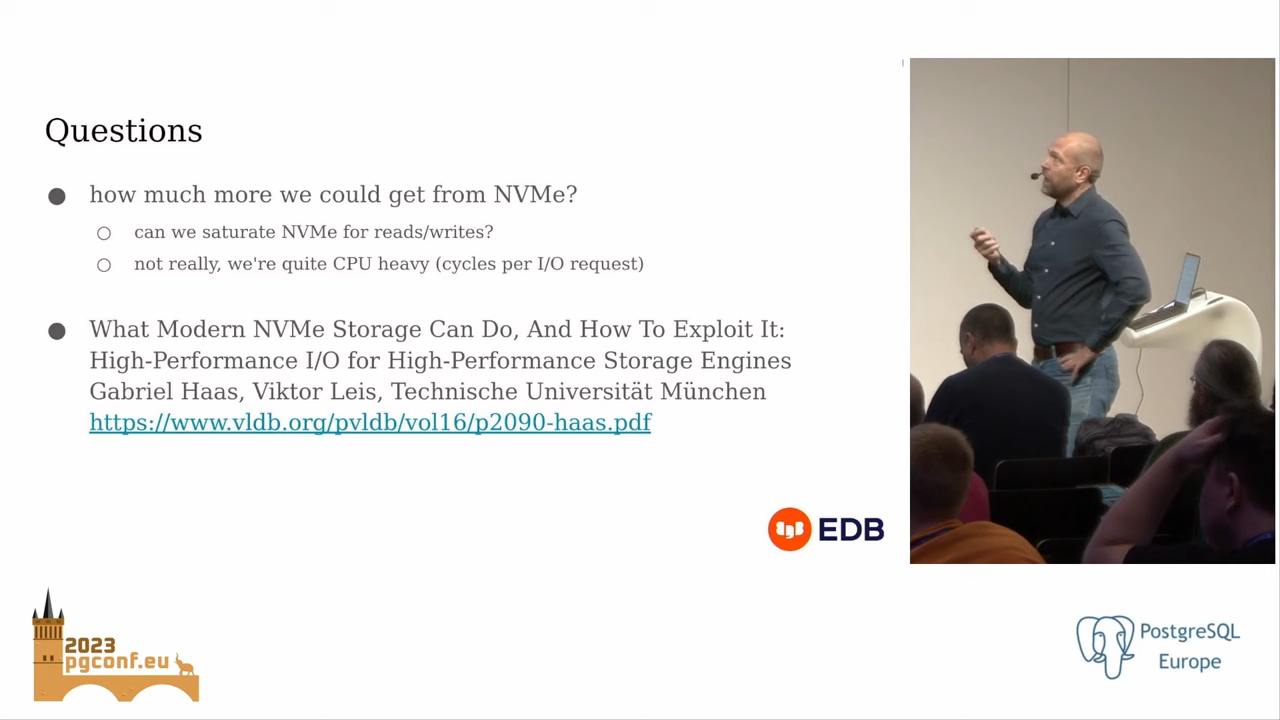 Questions
● how much more we could get from NVMe?
○ can we saturate NVMe for reads/writes?
○ not really, we're quite CPU heavy (cycles per I/O request)
● What Modern NVMe Storage Can Do, And How To Exploit It:
High-Performance I/O for High-Performance Storage Engines
Gabriel Haas, Viktor Leis, Technische Universität München
https://www.vldb.org/pvldb/vol16/p2090-haas.pdf
EDB
2023
pgconf.eu
PostgreSQL
Europe